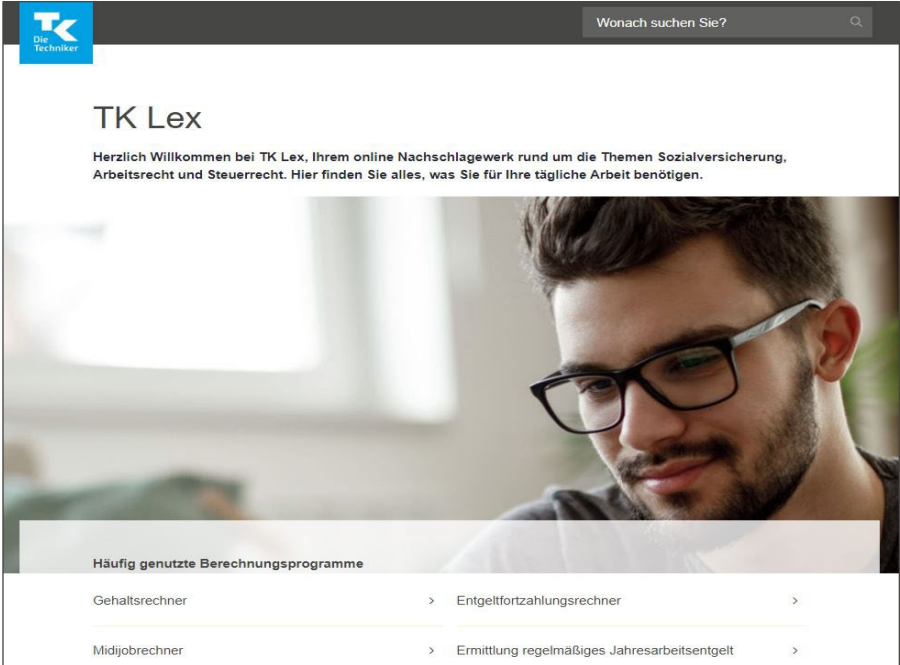 TK
Die
Techniker
Wonach suchen Sie?
TK Lex
Herzlich Willkommen bei TK Lex, Ihrem online Nachschlagewerk rund um die Themen Sozialversicherung,
Arbeitsrecht und Steuerrecht. Hier finden Sie alles, was Sie für Ihre tägliche Arbeit benötigen.
Häufig genutzte Berechnungsprogramme
Gehaltsrechner
Entgeltfortzahlungsrechner
Midijobrechner
Ermittlung regelmäßiges Jahresarbeitsentgelt